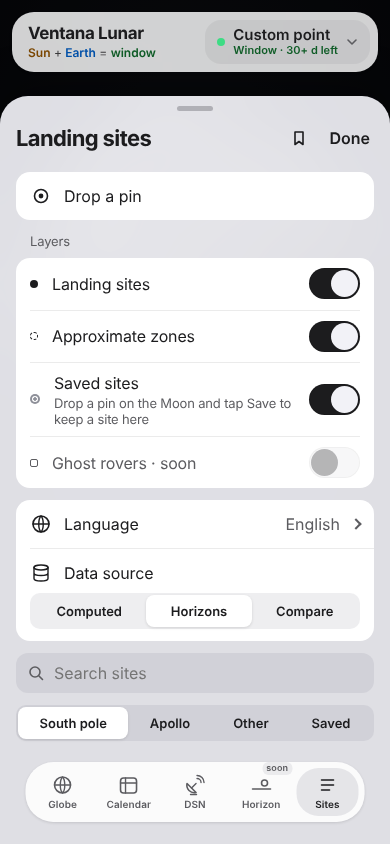 Ventana Lunar
Sun + Earth = window
Custom point
Window · 30+ d left
Landing sites
Done
Drop a pin
Layers
Landing sites
Approximate zones
Saved sites
Drop a pin on the Moon and tap Save to
keep a site here
Ghost rovers · soon
Language
English
Data source
Computed
Horizons
Compare
Search sites
South pole
Apollo
Other
Saved
soon
Globe
Calendar
DSN
Horizon
Sites